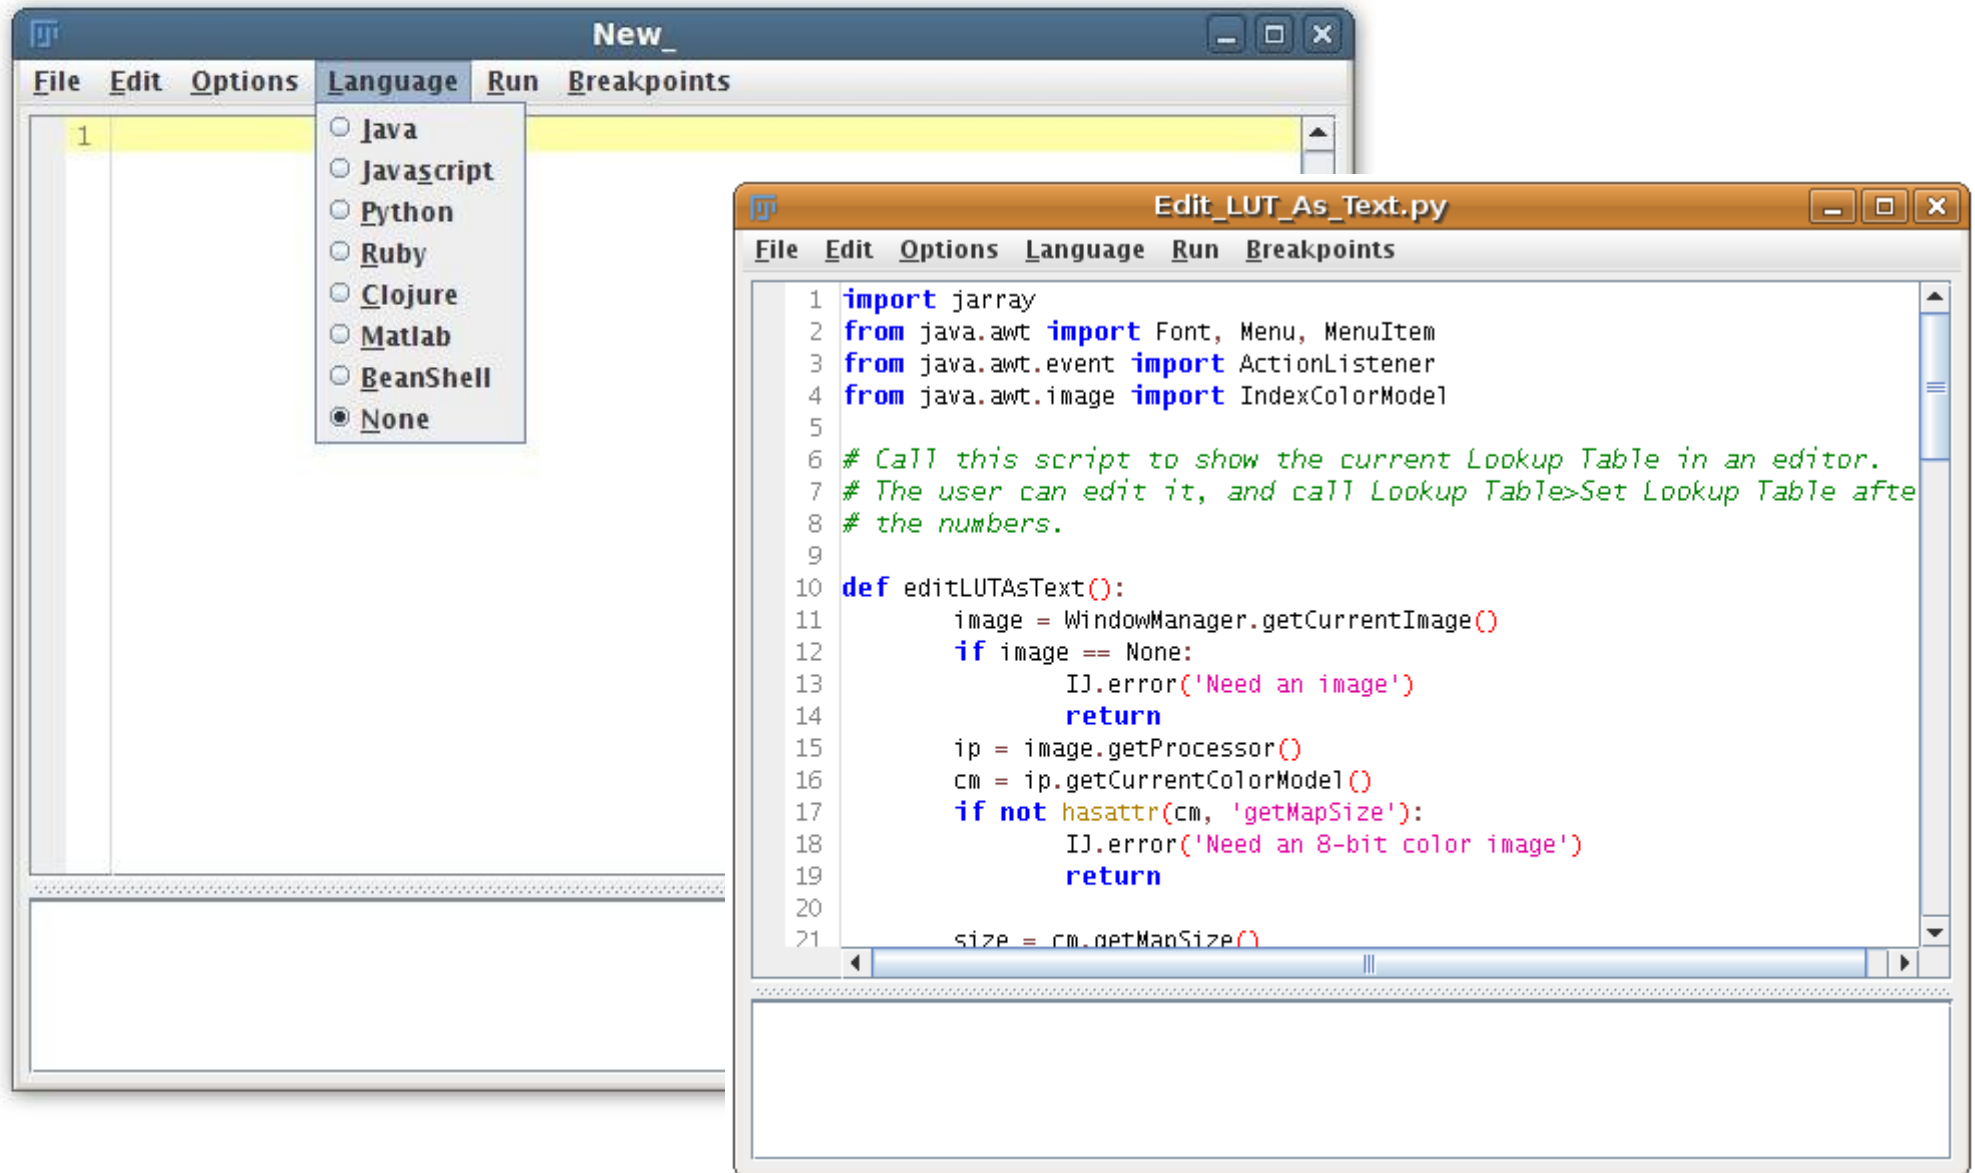 New_
File Edit Options Language Run Breakpoints
1
Java
Javascript
Python
Ruby
Clojure
Matlab
BeanShell
None
Edit_LUT_As_Text.py
File Edit Options Language Run Breakpoints
1 import jarray
2 from java.awt import Font, Menu, MenuItem
3 from java.awt.event import ActionListener
4 from java.awt.image import IndexColorModel
5
6 # Call this script to show the current Lookup Table in an editor.
7 # The user can edit it, and call Lookup Table>Set Lookup Table afte
8 # the numbers.
9
10 def editLUTAsText():
11 image = WindowManager.getCurrentImage()
12 if image == None:
13 IJ.error('Need an image')
14 return
15 ip = image.getProcessor()
16 cm = ip.getCurrentColorModel()
17 if not hasattr(cm, 'getMapSize'):
18 IJ.error('Need an 8-bit color image')
19 return
20
21 size = cm.getMapSize()